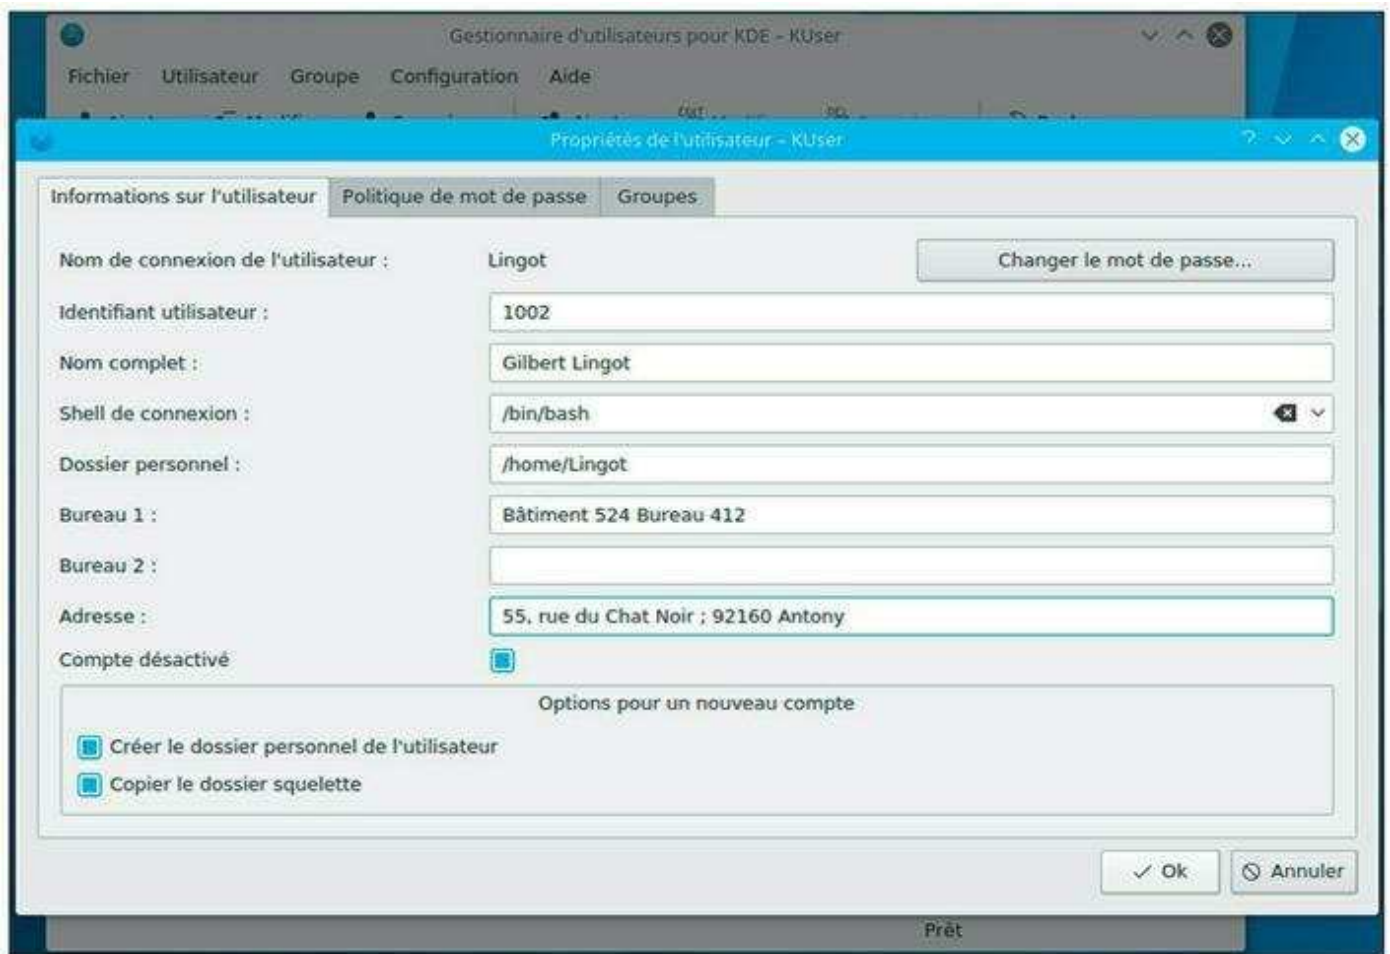 Gestionnaire d'utilisateurs pour KDE – KUser
Fichier Utilisateur Groupe Configuration Aide
Propriétés de l'utilisateur – KUser
Informations sur l'utilisateur Politique de mot de passe Groupes
Nom de connexion de l'utilisateur : Lingot Changer le mot de passe...
Identifiant utilisateur : 1002
Nom complet : Gilbert Lingot
Shell de connexion : /bin/bash
Dossier personnel : /home/Lingot
Bureau 1 : Bâtiment 524 Bureau 412
Bureau 2 :
Adresse : 55, rue du Chat Noir ; 92160 Antony
Compte désactivé
Options pour un nouveau compte
Créer le dossier personnel de l'utilisateur
Copier le dossier squelette
Ok Annuler
Prêt